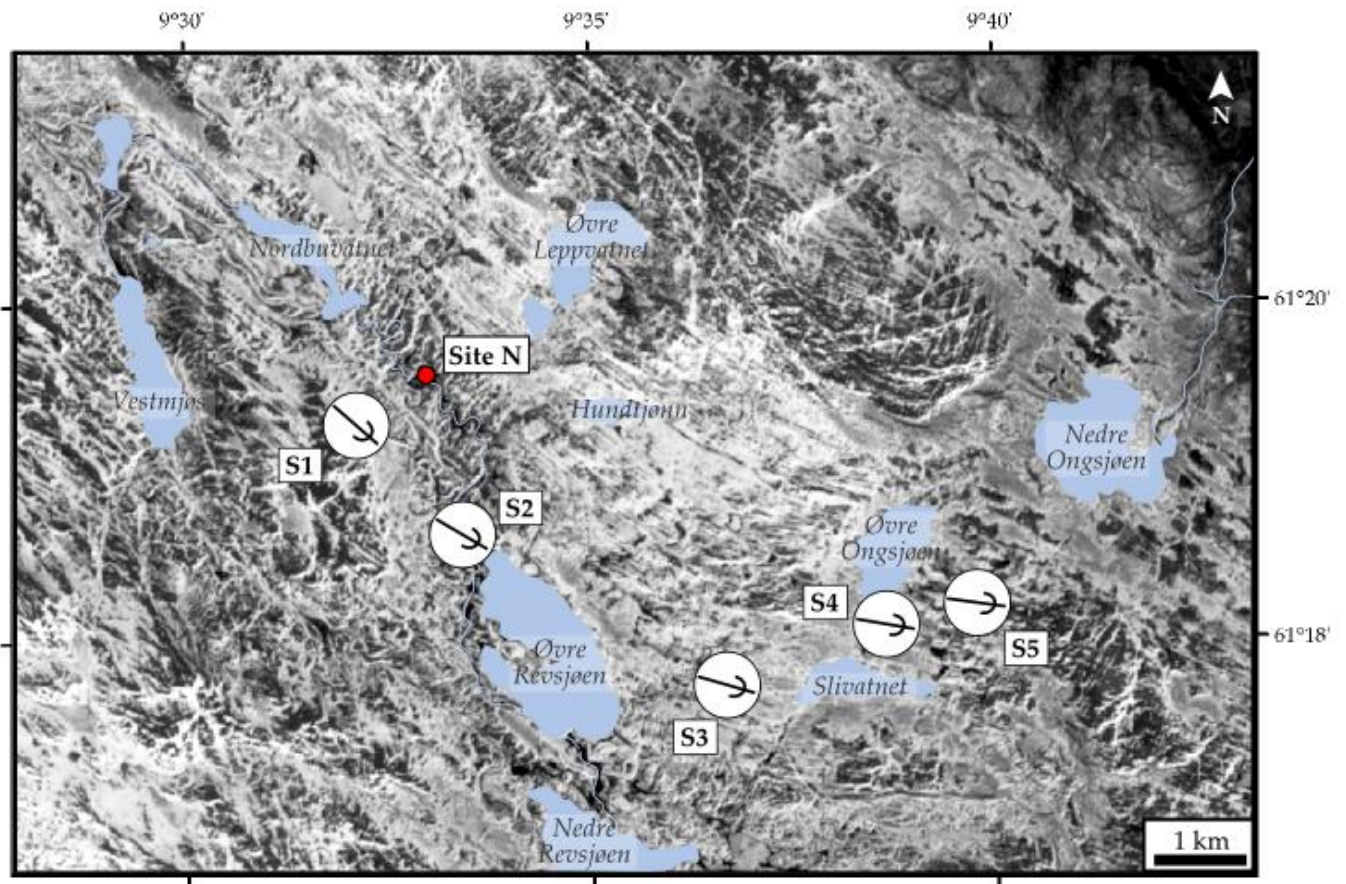 9°30'
9°35'
9°40'
N
Øvre
Leppvatnet
Nordbuvatnet
61°20'
Site N
Vestmjøs
Hundtjønn
Nedre
Ongsjøen
S1
S2
Øvre
Ongsjøen
S4
S5
61°18'
Øvre
Revsjøen
Slivatnet
S3
Nedre
Revsjøen
1 km